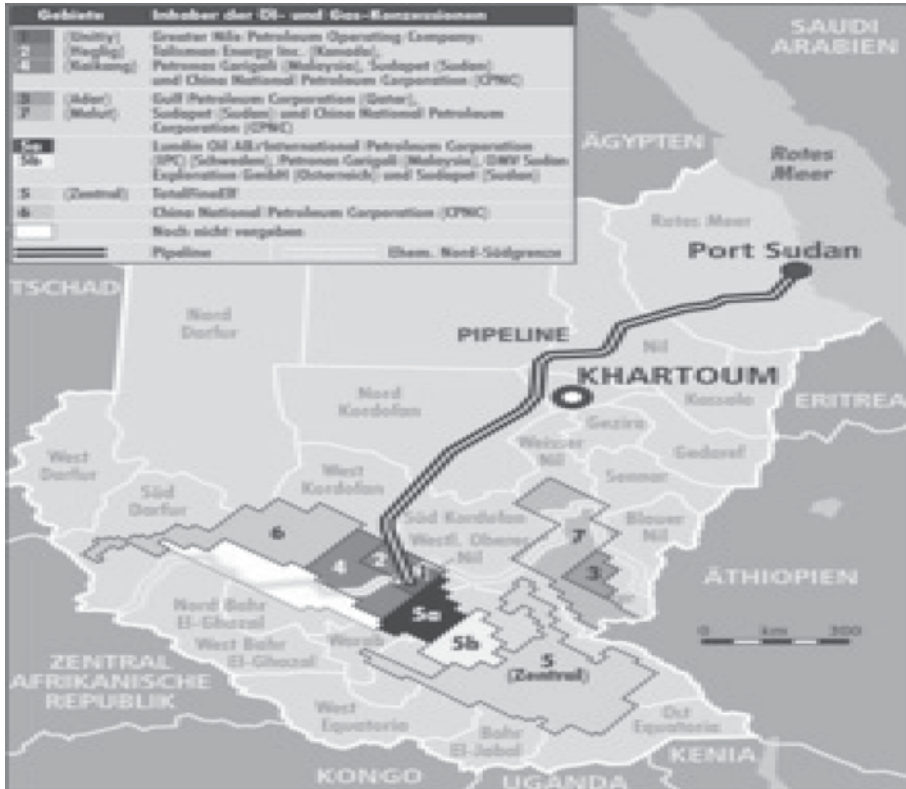 Gebiete Inhaber der Öl- und Gas-Konzessionen
1 (Unity) Greater Nile Petroleum Operating Company:
2 (Heglig) Talisman Energy Inc. (Kanada),
4 (Kaikang) Petronas Carigali (Malaysia), Sudapet (Sudan)
und China National Petroleum Corporation (CPNC)
3 (Adar) Gulf Petroleum Corporation (Qatar),
7 (Melut) Sudapet (Sudan) und China National Petroleum
Corporation (CPNC)
5a Lundin Oil AB/International Petroleum Corporation
5b (IPC) (Schweden), Petronas Carigali (Malaysia), OMV Sudan
Exploration GmbH (Österreich) und Sudapet (Sudan)
5 (Zentral) TotalFinaElf
6 China National Petroleum Corporation (CPNC)
Noch nicht vergeben
Pipeline Ehem. Nord-Südgrenze
SAUDI
ARABIEN
ÄGYPTEN
Rotes
Meer
Rotes Meer
Port Sudan
TSCHAD
Nord
Darfur
PIPELINE
Nil
KHARTOUM
Nord
Kordofan
Kassala
ERITREA
Gezira
Weisser
Nil
Gedaref
West
Darfur
West
Kordofan
Sennar
Süd
Darfur
Süd Kordofan
Blauer
Nil
Westl. Oberer
Nil
6
7
2
1
4
3
ÄTHIOPIEN
Nord Bahr
El-Ghazal
5a
0 km 300
Warab
West Bahr
El-Ghazal
5b
5
(Zentral)
ZENTRAL
AFRIKANISCHE
REPUBLIK
West
Equatoria
Ost
Equatoria
Bahr
El-Jebal
KENIA
KONGO
UGANDA